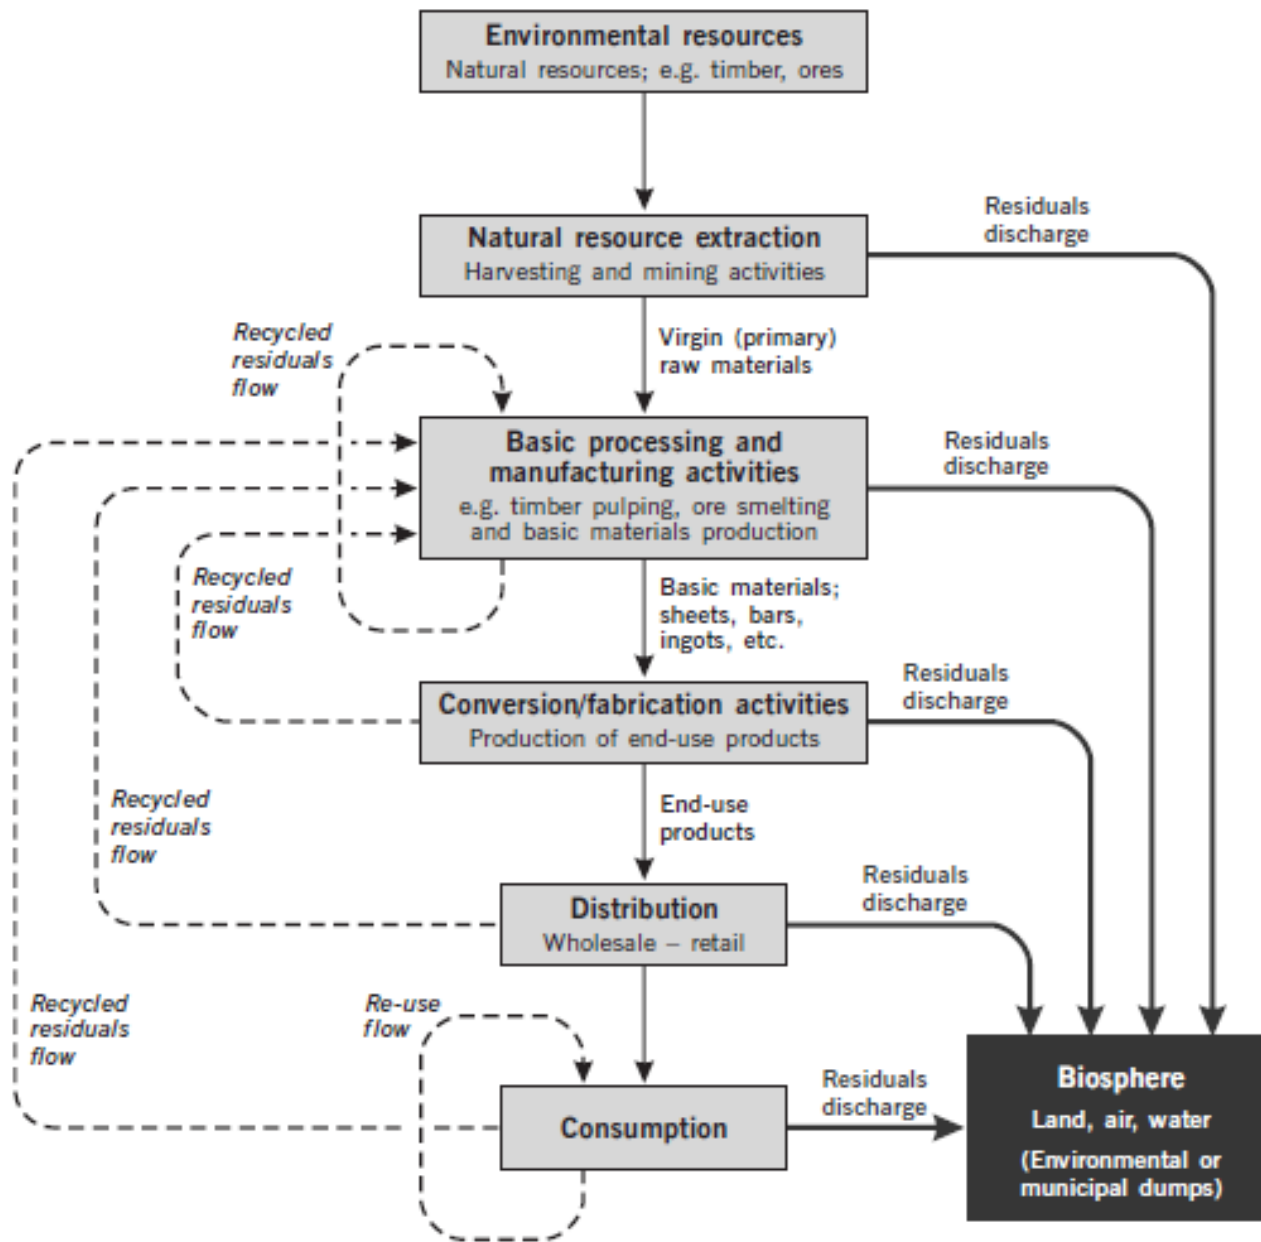 Environmental resources
Natural resources; e.g. timber, ores
Residuals
discharge
Natural resource extraction
Harvesting and mining activities
Recycled
residuals
flow
Virgin (primary)
raw materials
Basic processing and
manufacturing activities
e.g. timber pulping, ore smelting
and basic materials production
Residuals
discharge
Recycled
residuals
flow
Basic materials;
sheets, bars,
ingots, etc.
Residuals
discharge
Conversion/fabrication activities
Production of end-use products
Recycled
residuals
flow
End-use
products
Residuals
discharge
Distribution
Wholesale – retail
Recycled
residuals
flow
Re-use
flow
Residuals
discharge
Consumption
Biosphere
Land, air, water
(Environmental or
municipal dumps)